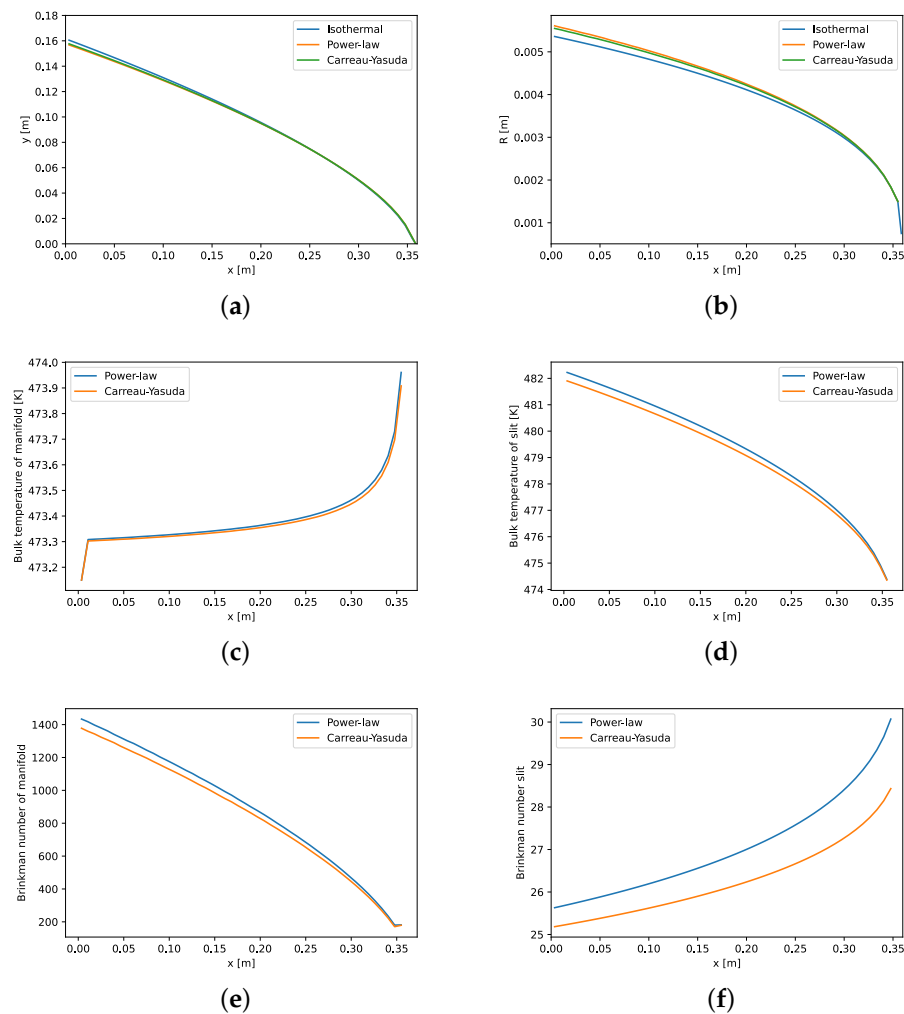 0.18
0.16
0.14
0.12
0.10
0.08
0.06
0.04
0.02
0.00
y [m]
Isothermal
Power-law
Carreau-Yasuda
0.00 0.05 0.10 0.15 0.20 0.25 0.30 0.35
x [m]
(a)
0.005
0.004
0.003
0.002
0.001
R [m]
Isothermal
Power-law
Carreau-Yasuda
0.00 0.05 0.10 0.15 0.20 0.25 0.30 0.35
x [m]
(b)
474.0
473.9
473.8
473.7
473.6
473.5
473.4
473.3
473.2
Bulk temperature of manifold [K]
Power-law
Carreau-Yasuda
0.00 0.05 0.10 0.15 0.20 0.25 0.30 0.35
x [m]
(c)
482
481
480
479
478
477
476
475
474
Bulk temperature of slit [K]
Power-law
Carreau-Yasuda
0.00 0.05 0.10 0.15 0.20 0.25 0.30 0.35
x [m]
(d)
1400
1200
1000
800
600
400
200
Brinkman number of manifold
Power-law
Carreau-Yasuda
0.00 0.05 0.10 0.15 0.20 0.25 0.30 0.35
x [m]
(e)
30
29
28
27
26
25
Brinkman number slit
Power-law
Carreau-Yasuda
0.00 0.05 0.10 0.15 0.20 0.25 0.30 0.35
x [m]
(f)